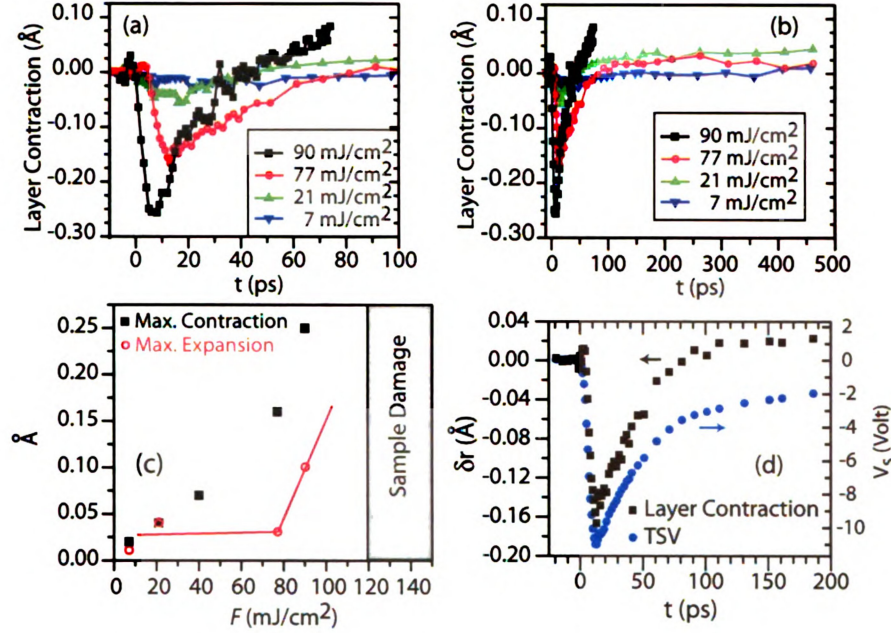 (a)
Layer Contraction (Å)
0.10
0.00
-0.10
-0.20
-0.30
90 mJ/cm²
77 mJ/cm²
21 mJ/cm²
7 mJ/cm²
0 20 40 60 80 100
t (ps)
(b)
Layer Contraction (Å)
0.10
0.00
-0.10
-0.20
-0.30
90 mJ/cm²
77 mJ/cm²
21 mJ/cm²
7 mJ/cm²
0 100 200 300 400 500
t (ps)
(c)
Å
0.25
0.20
0.15
0.10
0.05
0.00
Max. Contraction
Max. Expansion
Sample Damage
0 20 40 60 80 100 120 140
F (mJ/cm²)
(d)
δr (Å)
0.04
0.00
-0.04
-0.08
-0.12
-0.16
-0.20
Layer Contraction
TSV
2
0
-2
-4
-6
-8
-10
Vs (Volt)
0 50 100 150 200
t (ps)